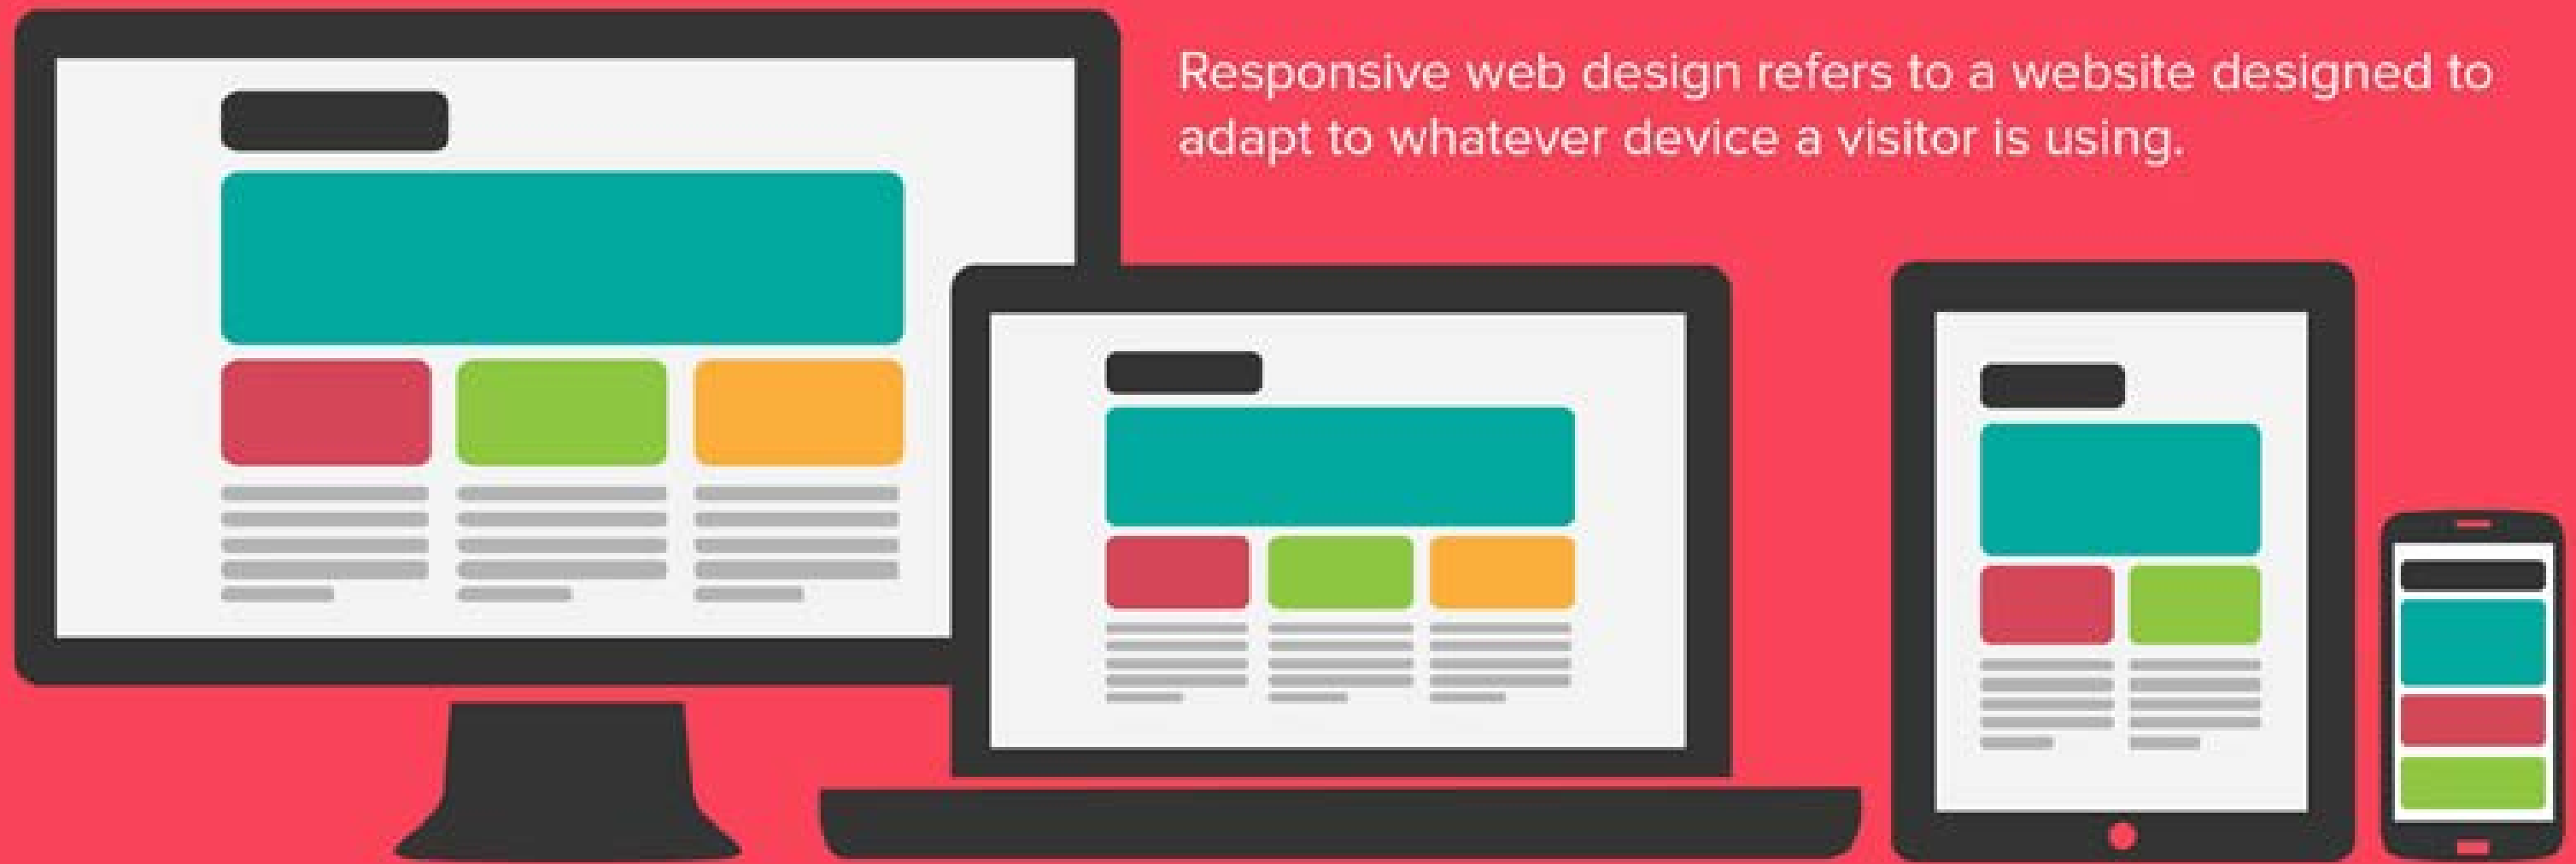 Responsive web design refers to a website designed to
adapt to whatever device a visitor is using.